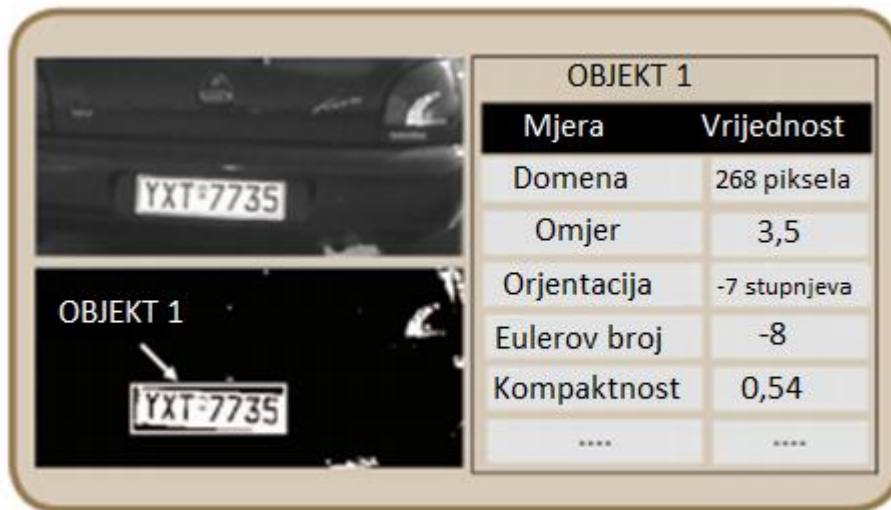 YXT 7735
OBJEKT 1
YXT 7735
OBJEKT 1
Mjera Vrijednost
Domena 268 piksela
Omjer 3,5
Orjentacija -7 stupnjeva
Eulerov broj -8
Kompaktnost 0,54
.... ....